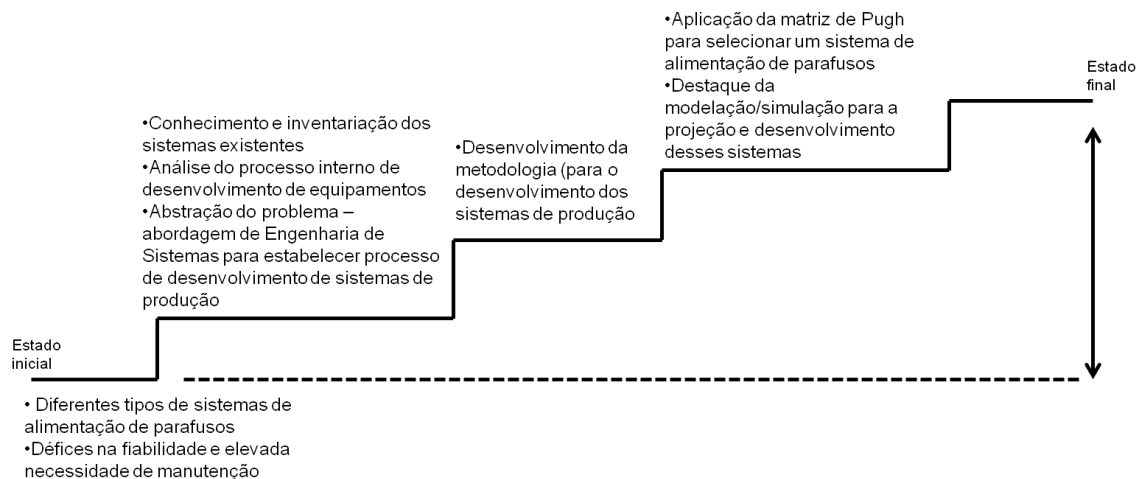 •Aplicação da matriz de Pugh
para selecionar um sistema de
alimentação de parafusos
•Destaque da
modelação/simulação para a
projeção e desenvolvimento
desses sistemas
Estado
final
•Conhecimento e inventariação dos
sistemas existentes
•Análise do processo interno de
desenvolvimento de equipamentos
•Abstração do problema –
abordagem de Engenharia de
Sistemas para estabelecer processo
de desenvolvimento de sistemas de
produção
•Desenvolvimento da
metodologia (para o
desenvolvimento dos
sistemas de produção
Estado
inicial
• Diferentes tipos de sistemas de
alimentação de parafusos
•Défices na fiabilidade e elevada
necessidade de manutenção